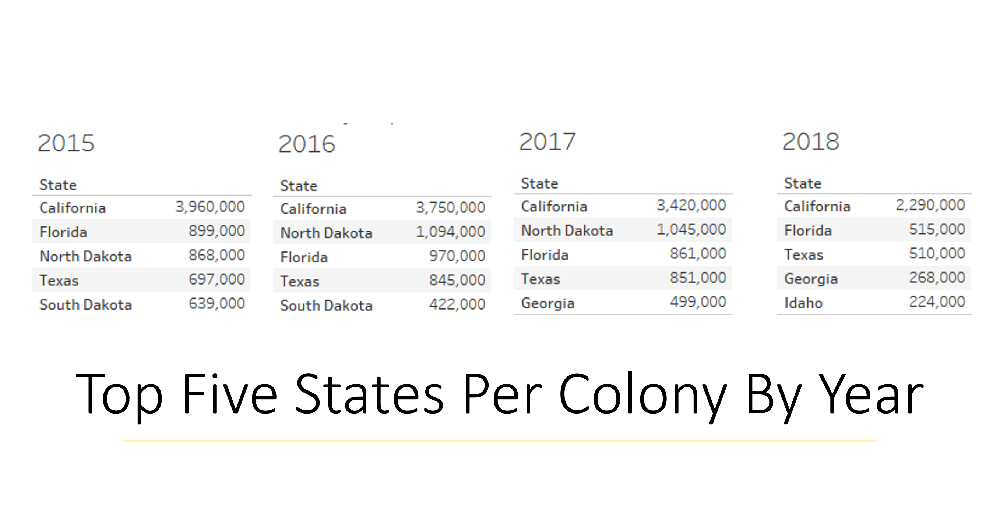 2015
State
California 3,960,000
Florida 899,000
North Dakota 868,000
Texas 697,000
South Dakota 639,000
2016
State
California 3,750,000
North Dakota 1,094,000
Florida 970,000
Texas 845,000
South Dakota 422,000
2017
State
California 3,420,000
North Dakota 1,045,000
Florida 861,000
Texas 851,000
Georgia 499,000
2018
State
California 2,290,000
Florida 515,000
Texas 510,000
Georgia 268,000
Idaho 224,000
Top Five States Per Colony By Year